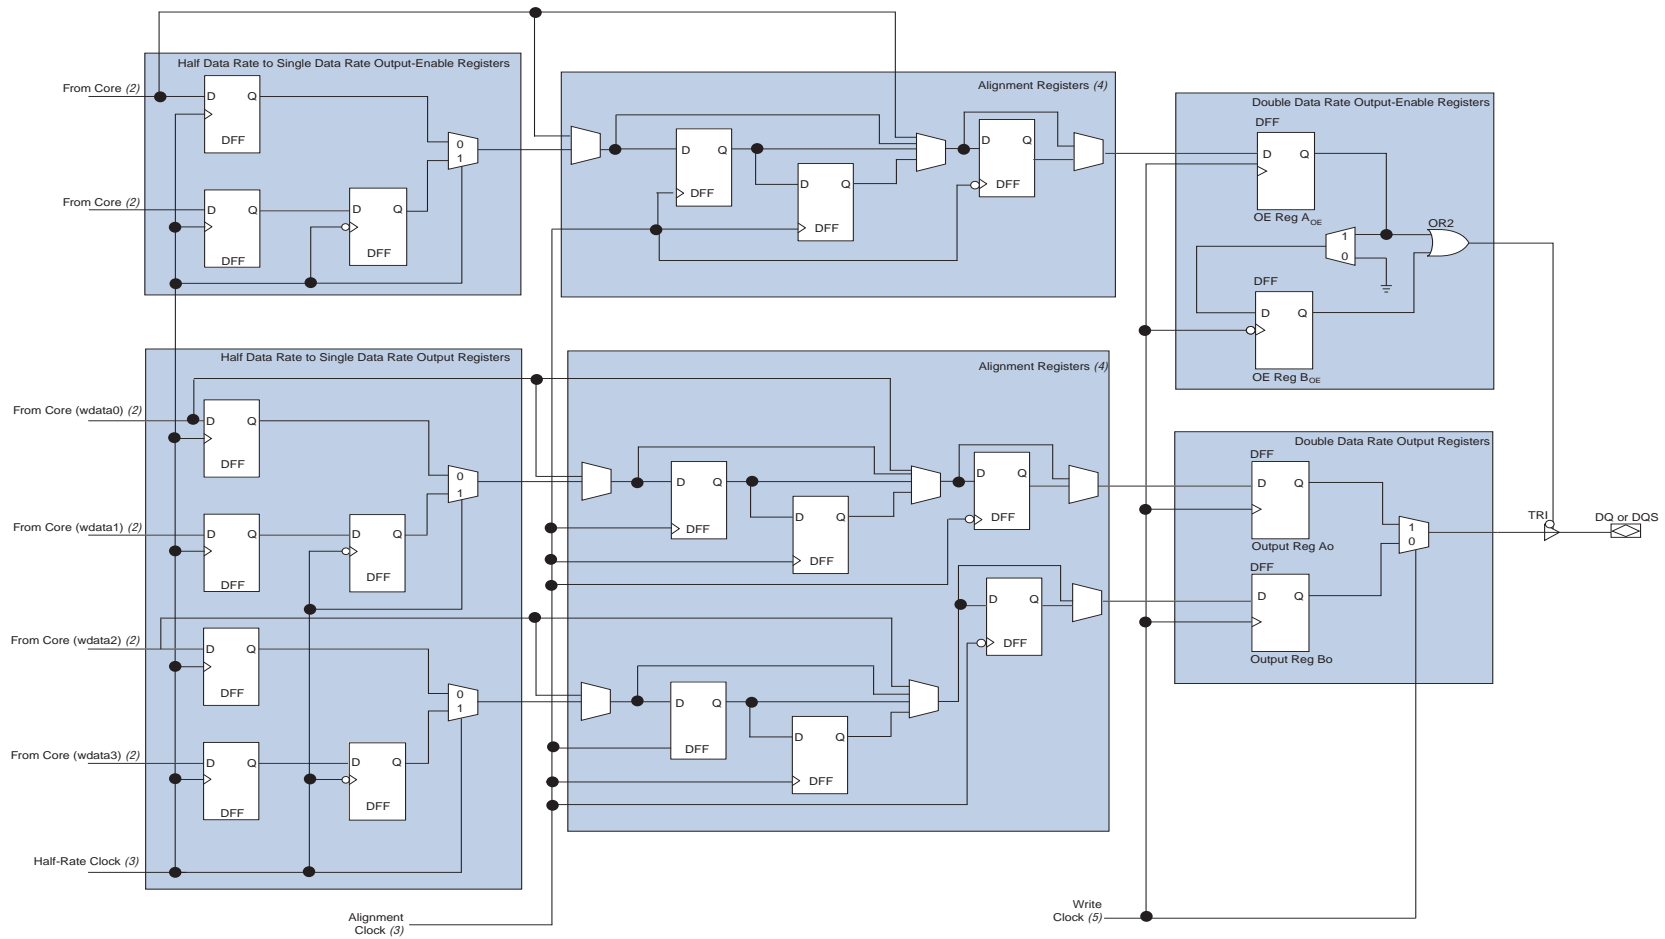 Half Data Rate to Single Data Rate Output-Enable Registers
From Core (2)
D Q
DFF
0
1
From Core (2)
D Q
DFF
D Q
DFF
Alignment Registers (4)
D Q
DFF
D Q
DFF
D Q
DFF
Double Data Rate Output-Enable Registers
DFF
D Q
OE Reg AOE
1
0
OR2
DFF
D Q
OE Reg BOE
Half Data Rate to Single Data Rate Output Registers
From Core (wdata0) (2)
D Q
DFF
0
1
From Core (wdata1) (2)
D Q
DFF
D Q
DFF
From Core (wdata2) (2)
D Q
DFF
0
1
From Core (wdata3) (2)
D Q
DFF
D Q
DFF
Half-Rate Clock (3)
Alignment Registers (4)
D Q
DFF
D Q
DFF
D Q
DFF
D Q
DFF
D Q
DFF
D Q
DFF
Alignment
Clock (3)
Double Data Rate Output Registers
DFF
D Q
Output Reg Ao
1
0
DFF
D Q
Output Reg Bo
TRI
DQ or DQS
Write
Clock (5)